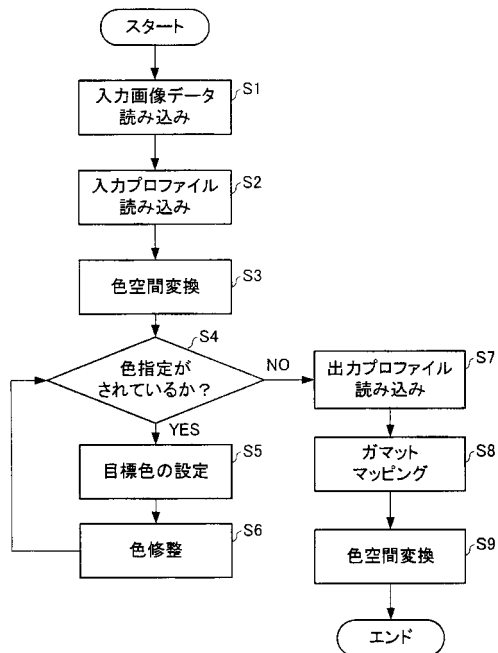 スタート
入力画像データ
読み込み
S1
入力プロファイル
読み込み
S2
色空間変換
S3
S4
色指定が
されているか？
NO
YES
目標色の設定
S5
色修整
S6
出力プロファイル
読み込み
S7
ガマット
マッピング
S8
色空間変換
S9
エンド